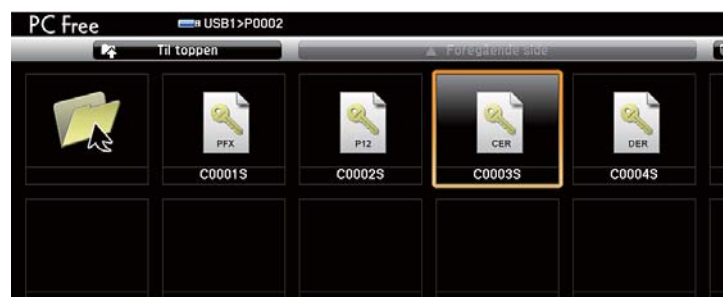 PC Free USB1>P0002
Til toppen Foregående side
PFX P12 CER DER
C0001S C0002S C0003S C0004S